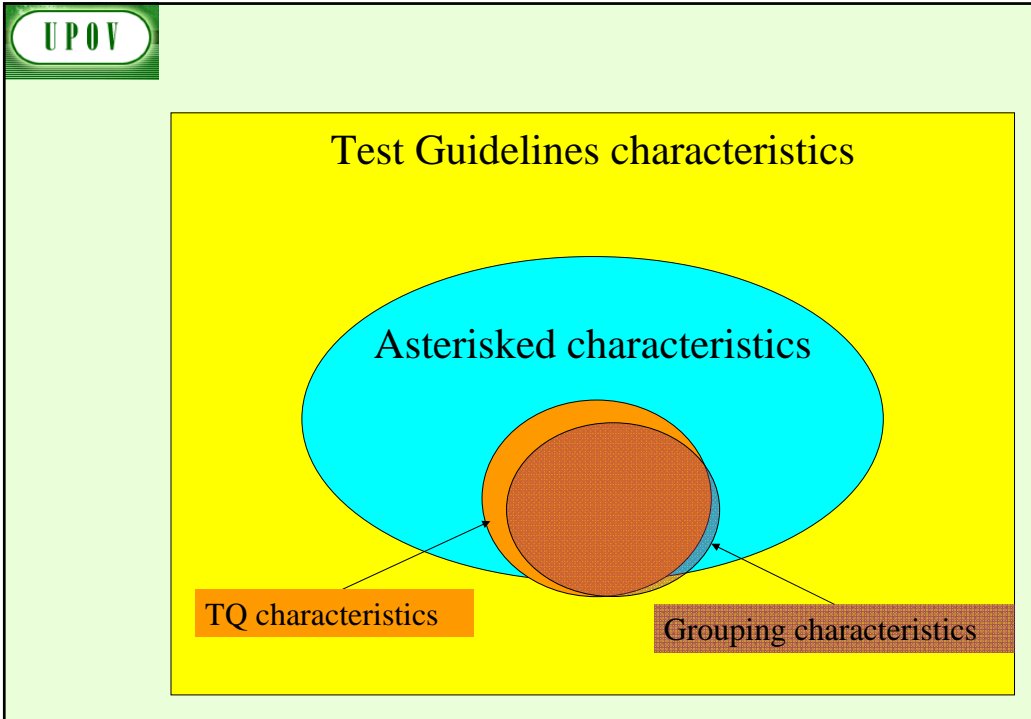 UPOV
Test Guidelines characteristics
Asterisked characteristics
TQ characteristics
Grouping characteristics